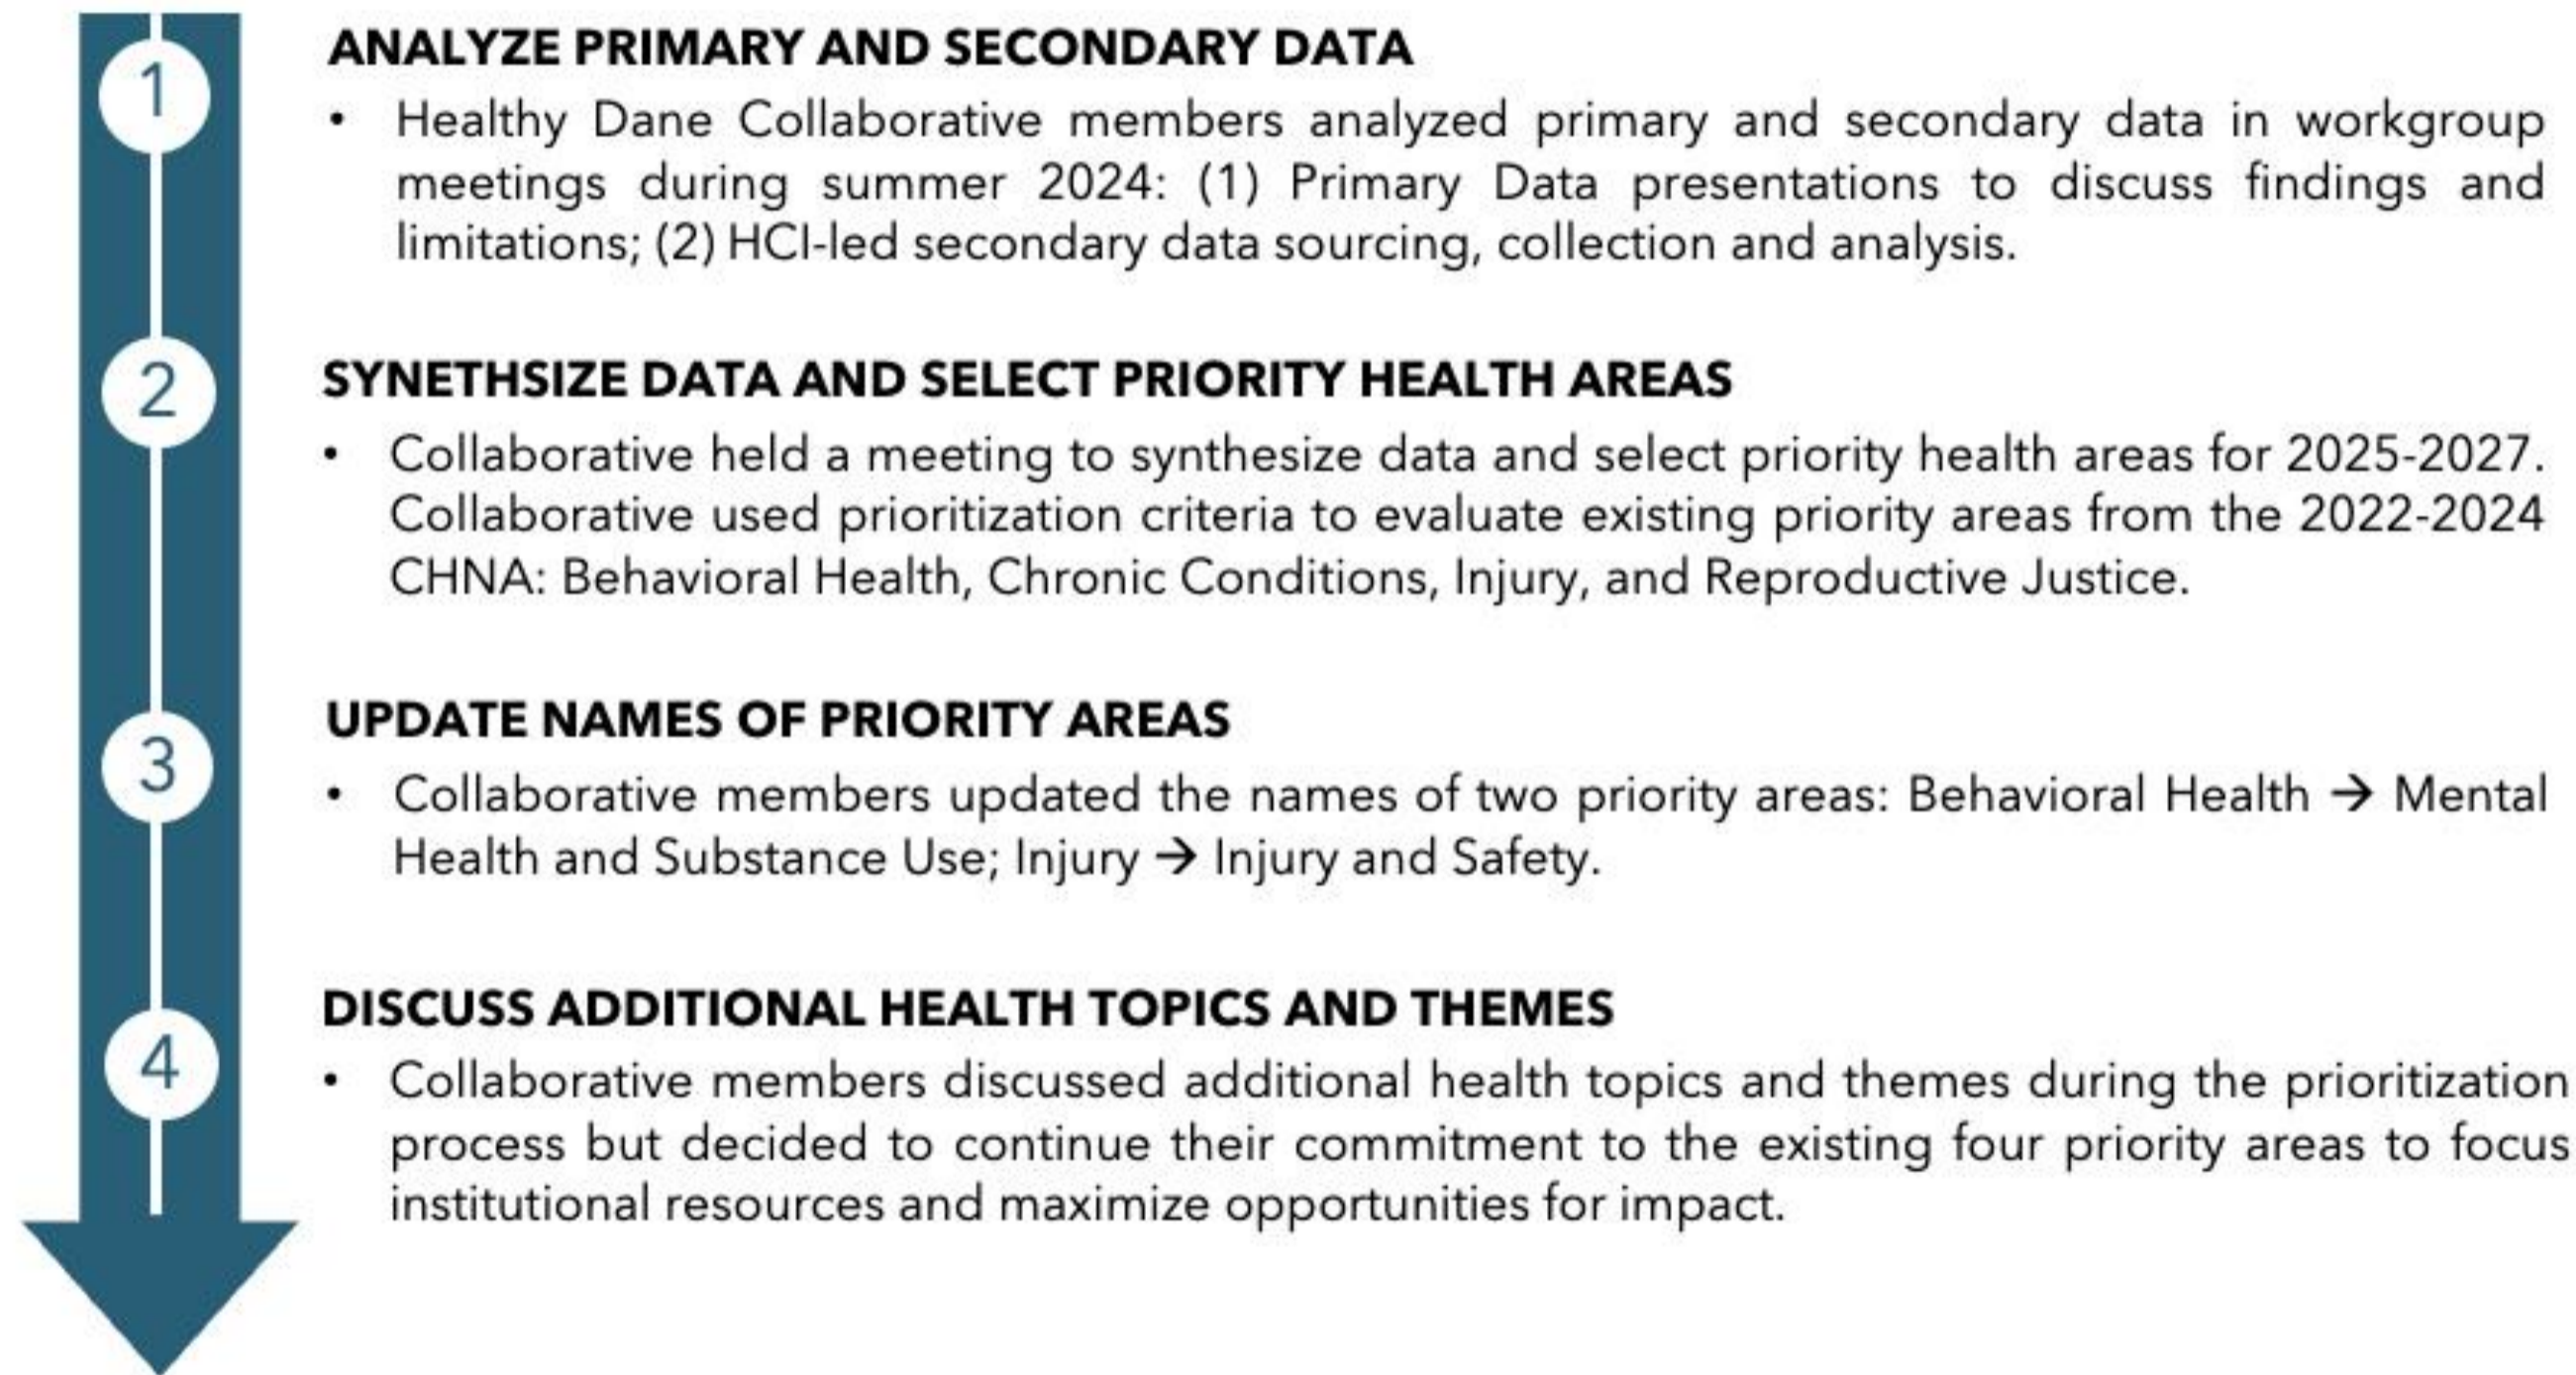 1
ANALYZE PRIMARY AND SECONDARY DATA
• Healthy Dane Collaborative members analyzed primary and secondary data in workgroup
meetings during summer 2024: (1) Primary Data presentations to discuss findings and
limitations; (2) HCI-led secondary data sourcing, collection and analysis.
2
SYNETHSIZE DATA AND SELECT PRIORITY HEALTH AREAS
• Collaborative held a meeting to synthesize data and select priority health areas for 2025-2027.
Collaborative used prioritization criteria to evaluate existing priority areas from the 2022-2024
CHNA: Behavioral Health, Chronic Conditions, Injury, and Reproductive Justice.
3
UPDATE NAMES OF PRIORITY AREAS
• Collaborative members updated the names of two priority areas: Behavioral Health → Mental
Health and Substance Use; Injury → Injury and Safety.
4
DISCUSS ADDITIONAL HEALTH TOPICS AND THEMES
• Collaborative members discussed additional health topics and themes during the prioritization
process but decided to continue their commitment to the existing four priority areas to focus
institutional resources and maximize opportunities for impact.